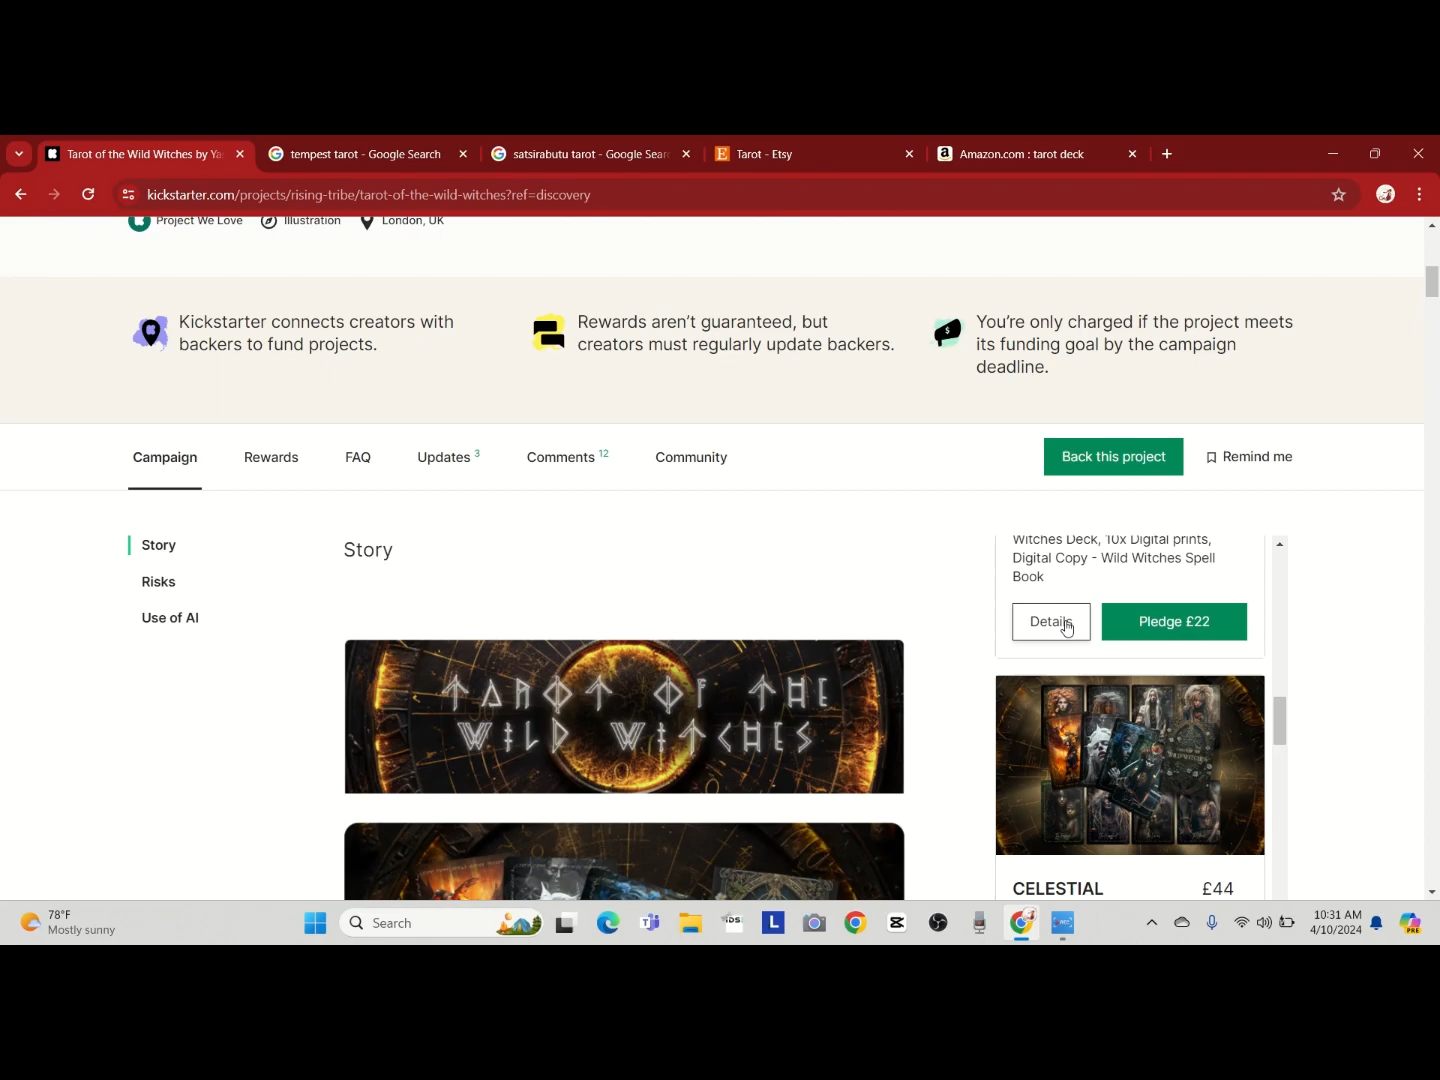 Tarot of the Wild Witches by Ya
tempest tarot - Google Search
satsirabutu tarot - Google Sear
Tarot - Etsy
Amazon.com : tarot deck
kickstarter.com/projects/rising-tribe/tarot-of-the-wild-witches?ref=discovery
Project We Love
Illustration
London, UK
Kickstarter connects creators with
backers to fund projects.
Rewards aren't guaranteed, but
creators must regularly update backers.
You're only charged if the project meets
its funding goal by the campaign
deadline.
Campaign
Rewards
FAQ
Updates 3
Comments 12
Community
Back this project
Remind me
Story
Risks
Use of AI
Story
TAROT OF THE
WILD WITCHES
Witches Deck, 10x Digital prints,
Digital Copy - Wild Witches Spell
Book
Details
Pledge £22
CELESTIAL £44
78°F
Mostly sunny
Search
10:31 AM
4/10/2024
PRE